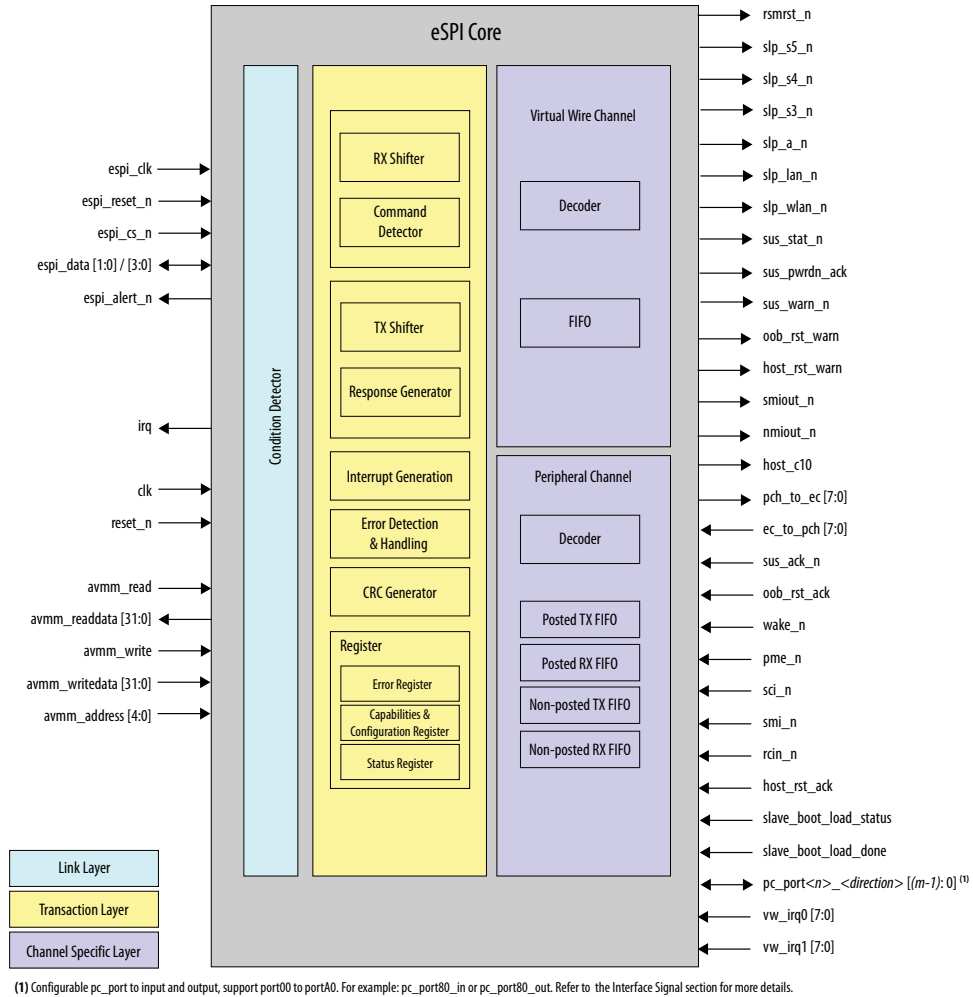 eSPI Core
espi_clk
espi_reset_n
espi_cs_n
espi_data [1:0] / [3:0]
espi_alert_n
irq
clk
reset_n
avmm_read
avmm_readdata [31:0]
avmm_write
avmm_writedata [31:0]
avmm_address [4:0]
Condition Detector
RX Shifter
Command
Detector
TX Shifter
Response Generator
Interrupt Generation
Error Detection
& Handling
CRC Generator
Register
Error Register
Capabilities &
Configuration Register
Status Register
Virtual Wire Channel
Decoder
FIFO
Peripheral Channel
Decoder
Posted TX FIFO
Posted RX FIFO
Non-posted TX FIFO
Non-posted RX FIFO
rsmrst_n
slp_s5_n
slp_s4_n
slp_s3_n
slp_a_n
slp_lan_n
slp_wlan_n
sus_stat_n
sus_pwrdn_ack
sus_warn_n
oob_rst_warn
host_rst_warn
smiout_n
nmiout_n
host_c10
pch_to_ec [7:0]
ec_to_pch [7:0]
sus_ack_n
oob_rst_ack
wake_n
pme_n
sci_n
smi_n
rcin_n
host_rst_ack
slave_boot_load_status
slave_boot_load_done
pc_port<n>_<direction> [(m-1): 0] (1)
vw_irq0 [7:0]
vw_irq1 [7:0]
Link Layer
Transaction Layer
Channel Specific Layer
(1) Configurable pc_port to input and output, support port00 to portA0. For example: pc_port80_in or pc_port80_out. Refer to the Interface Signal section for more details.